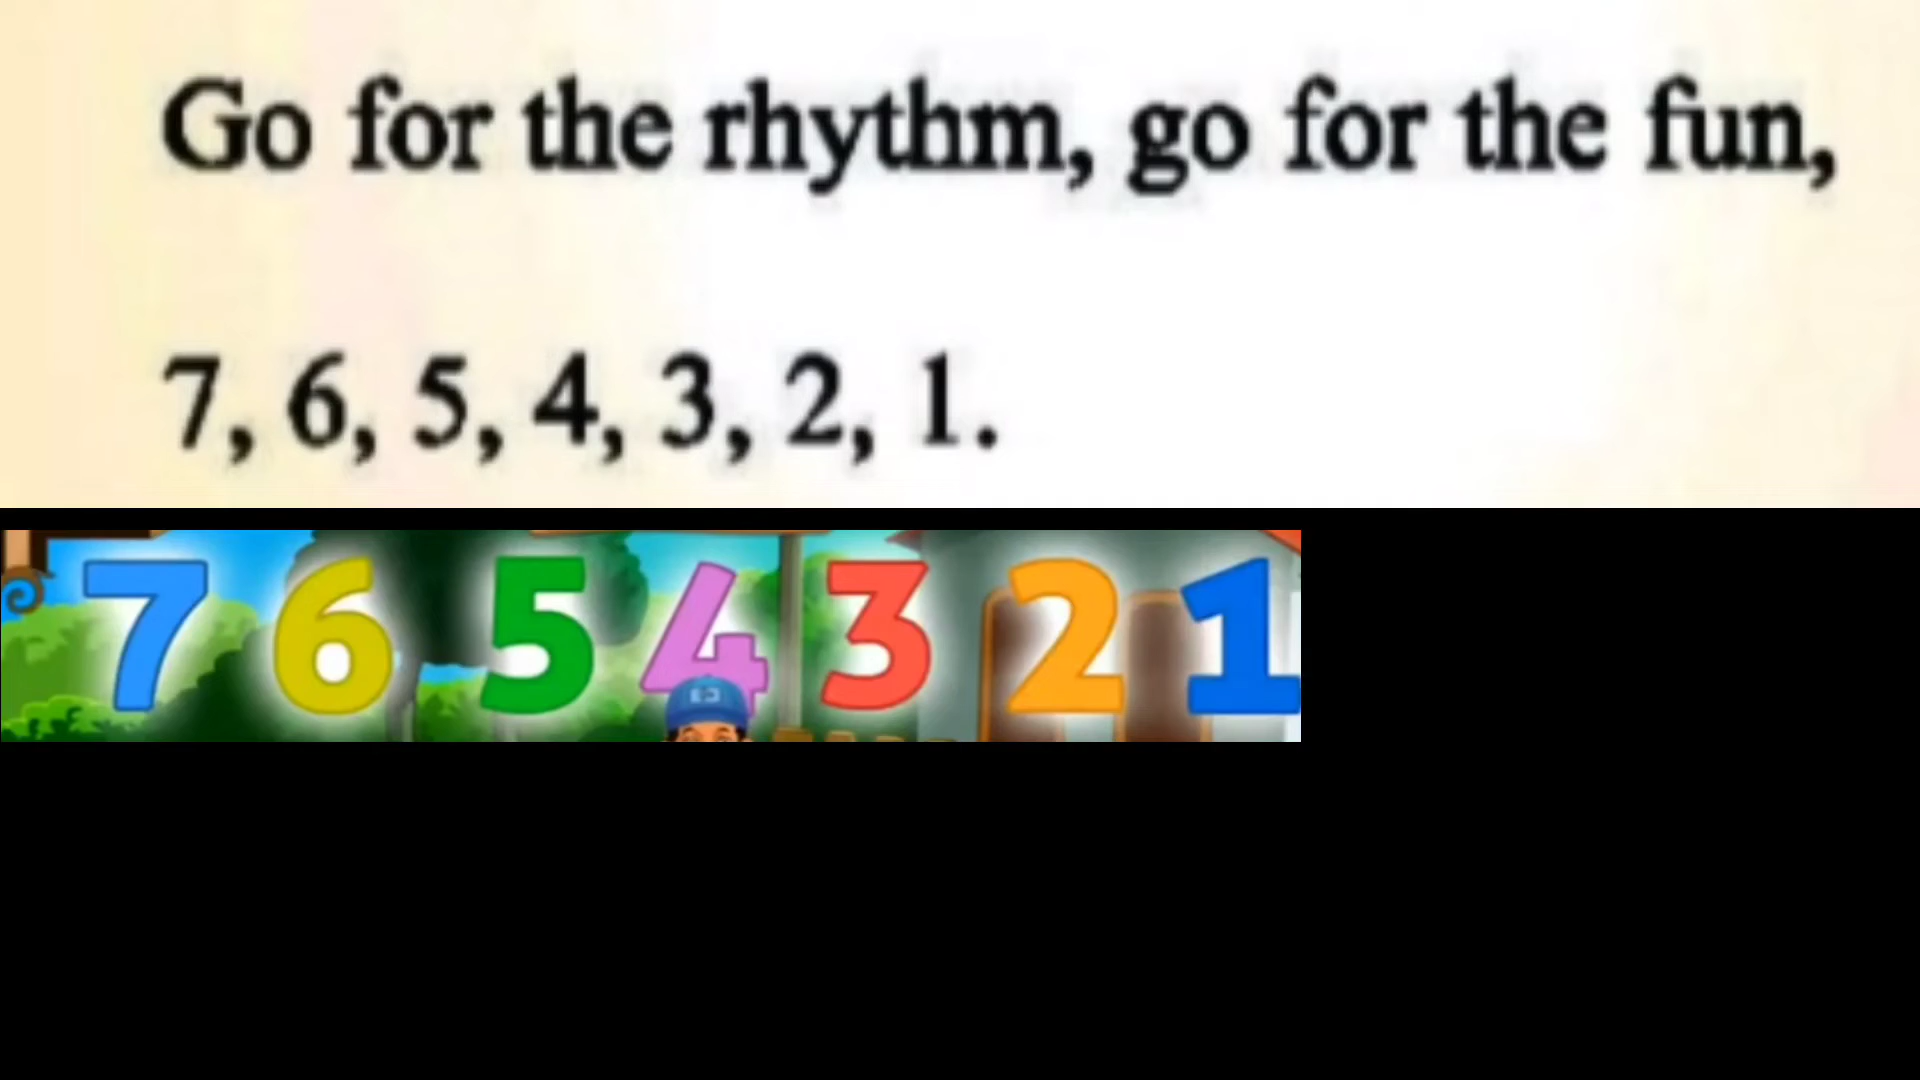 Go for the rhythm, go for the fun,
7, 6, 5, 4, 3, 2, 1.
7 6 5 4 3 2 1